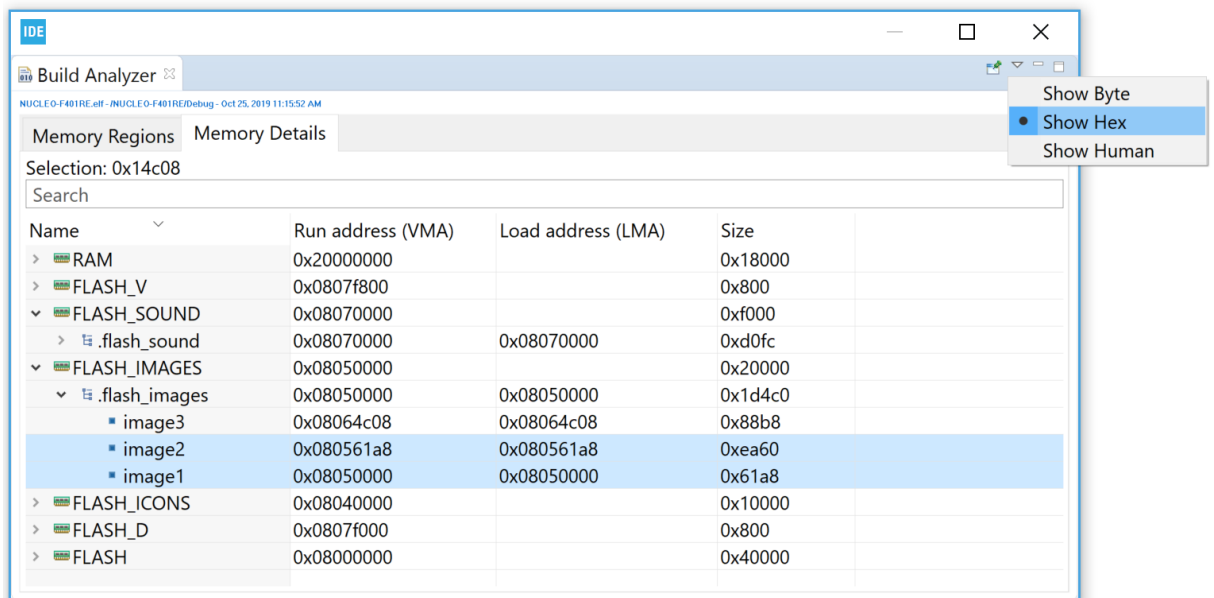 IDE
Build Analyzer
NUCLEO-F401RE.elf - /NUCLEO-F401RE/Debug - Oct 25, 2019 11:15:52 AM
Show Byte
Show Hex
Show Human
Memory Regions Memory Details
Selection: 0x14c08
Search
Name Run address (VMA) Load address (LMA) Size
RAM 0x20000000 0x18000
FLASH_V 0x0807f800 0x800
FLASH_SOUND 0x08070000 0xf000
.flash_sound 0x08070000 0x08070000 0xd0fc
FLASH_IMAGES 0x08050000 0x20000
.flash_images 0x08050000 0x08050000 0x1d4c0
image3 0x08064c08 0x08064c08 0x88b8
image2 0x080561a8 0x080561a8 0xea60
image1 0x08050000 0x08050000 0x61a8
FLASH_ICONS 0x08040000 0x10000
FLASH_D 0x0807f000 0x800
FLASH 0x08000000 0x40000